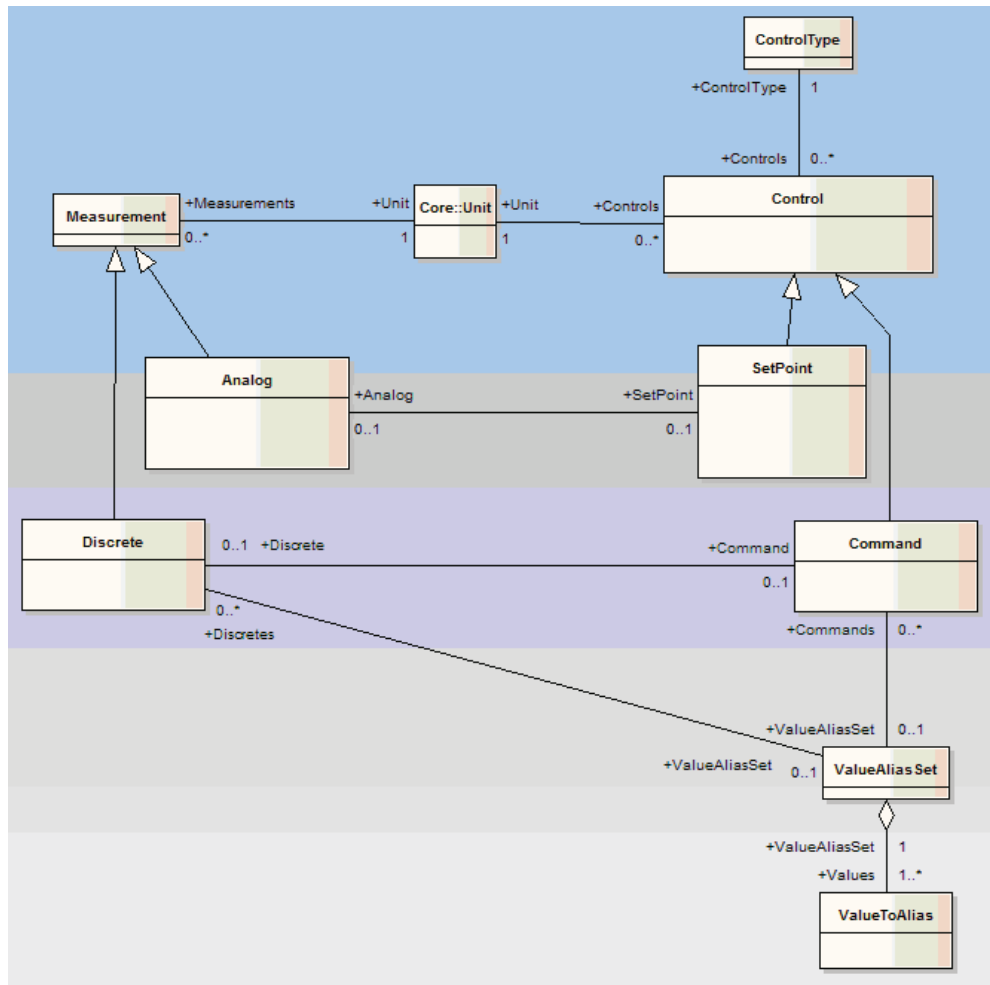 ControlType
+ControlType 1
+Controls 0..*
Measurement
+Measurements
0..*
+Unit
1
Core::Unit
+Unit
1
+Controls
0..*
Control
Analog
+Analog
0..1
+SetPoint
0..1
SetPoint
Discrete
0..1 +Discrete
+Command
0..1
Command
0..*
+Discretes
+Commands 0..*
+ValueAliasSet 0..1
+ValueAliasSet 0..1
ValueAliasSet
+ValueAliasSet 1
+Values 1..*
ValueToAlias